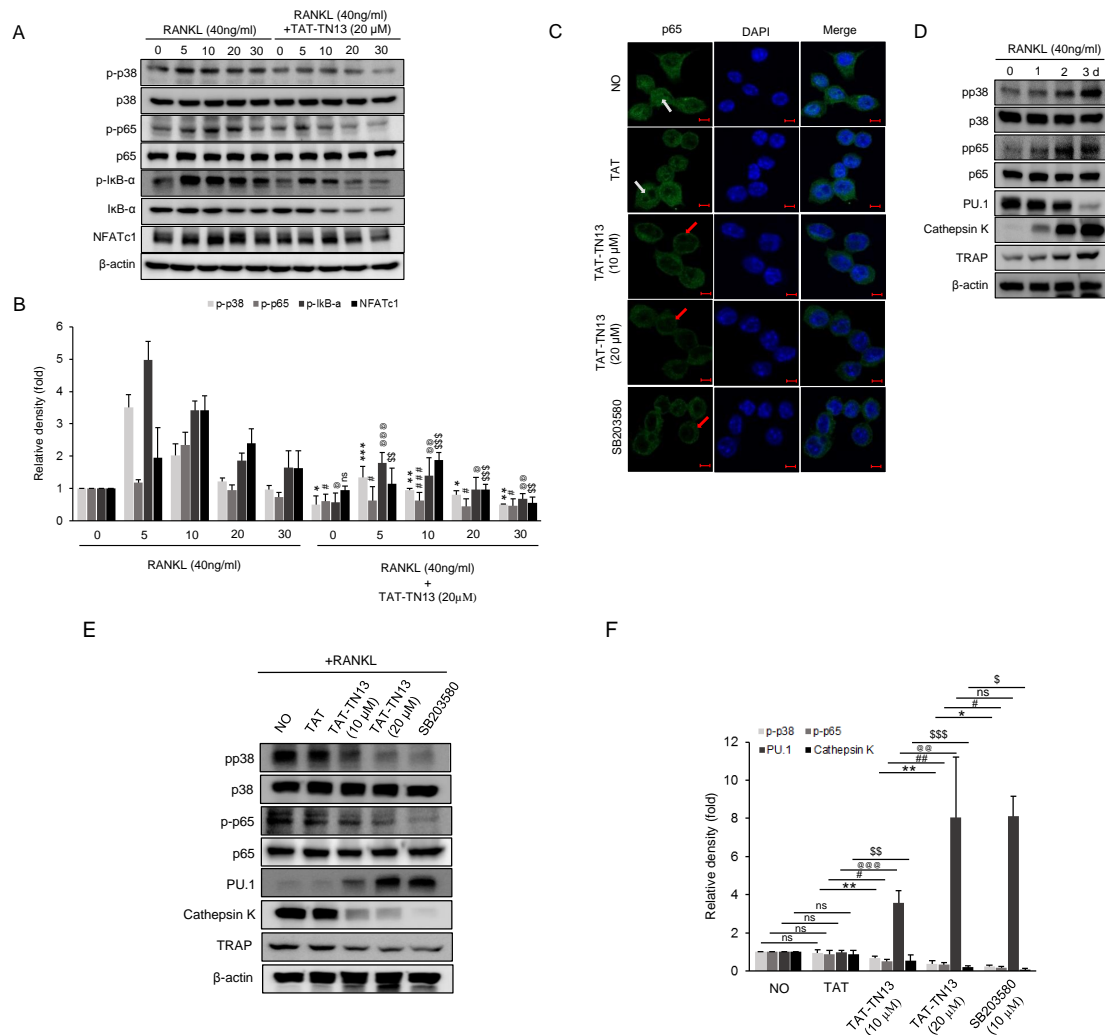 A
RANKL (40ng/ml)
RANKL (40ng/ml)
+TAT-TN13 (20 µM)
0 5 10 20 30 0 5 10 20 30
p-p38
p38
p-p65
p65
p-IκB-α
IκB-α
NFATc1
β-actin
B
p-p38 p-p65 p-IkB-a NFATc1
Relative density (fold)
6
5
4
3
2
1
0
* # @ ns *** # @@@ $$ ** ## @@ $$$ * # @ $$$ ** # @@ $$
0 5 10 20 30 0 5 10 20 30
RANKL (40ng/ml)
RANKL (40ng/ml)
+
TAT-TN13 (20µM)
C
p65 DAPI Merge
NO
TAT
TAT-TN13
(10 µM)
TAT-TN13
(20 µM)
SB203580
D
RANKL (40ng/ml)
0 1 2 3 d
pp38
p38
pp65
p65
PU.1
Cathepsin K
TRAP
β-actin
E
+RANKL
NO
TAT
TAT-TN13
(10 µM)
TAT-TN13
(20 µM)
SB203580
pp38
p38
p-p65
p65
PU.1
Cathepsin K
TRAP
β-actin
F
p-p38 p-p65
PU.1 Cathepsin K
Relative density (fold)
12
10
8
6
4
2
0
ns
ns
ns
ns
$$
@@@
#
**
$$$
@@
##
**
$
ns
#
*
NO
TAT
TAT-TN13
(10 µM)
TAT-TN13
(20 µM)
SB203580
(10 µM)